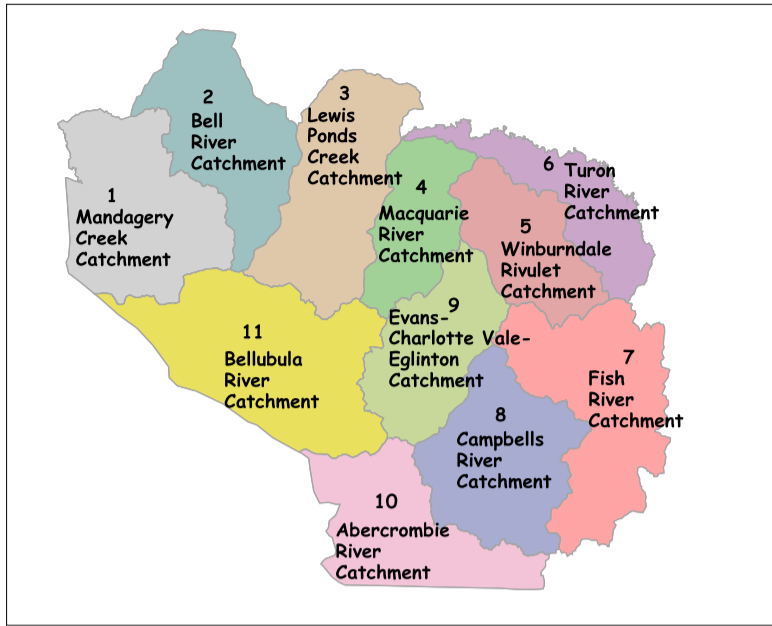 1
Mandagery
Creek
Catchment
2
Bell
River
Catchment
3
Lewis
Ponds
Creek
Catchment
4
Macquarie
River
Catchment
5
Winburndale
Rivulet
Catchment
6
Turon
River
Catchment
7
Fish
River
Catchment
8
Campbells
River
Catchment
9
Evans-
Charlotte Vale-
Eglinton
Catchment
10
Abercrombie
River
Catchment
11
Bellubula
River
Catchment